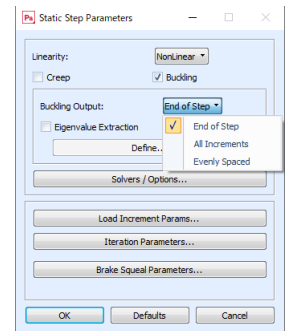 Pa Static Step Parameters
Linearity: NonLinear
Creep Buckling
Buckling Output: End of Step
Eigenvalue Extraction
End of Step
All Increments
Evenly Spaced
Define..
Solvers / Options...
Load Increment Params...
Iteration Parameters...
Brake Squeal Parameters...
OK Defaults Cancel